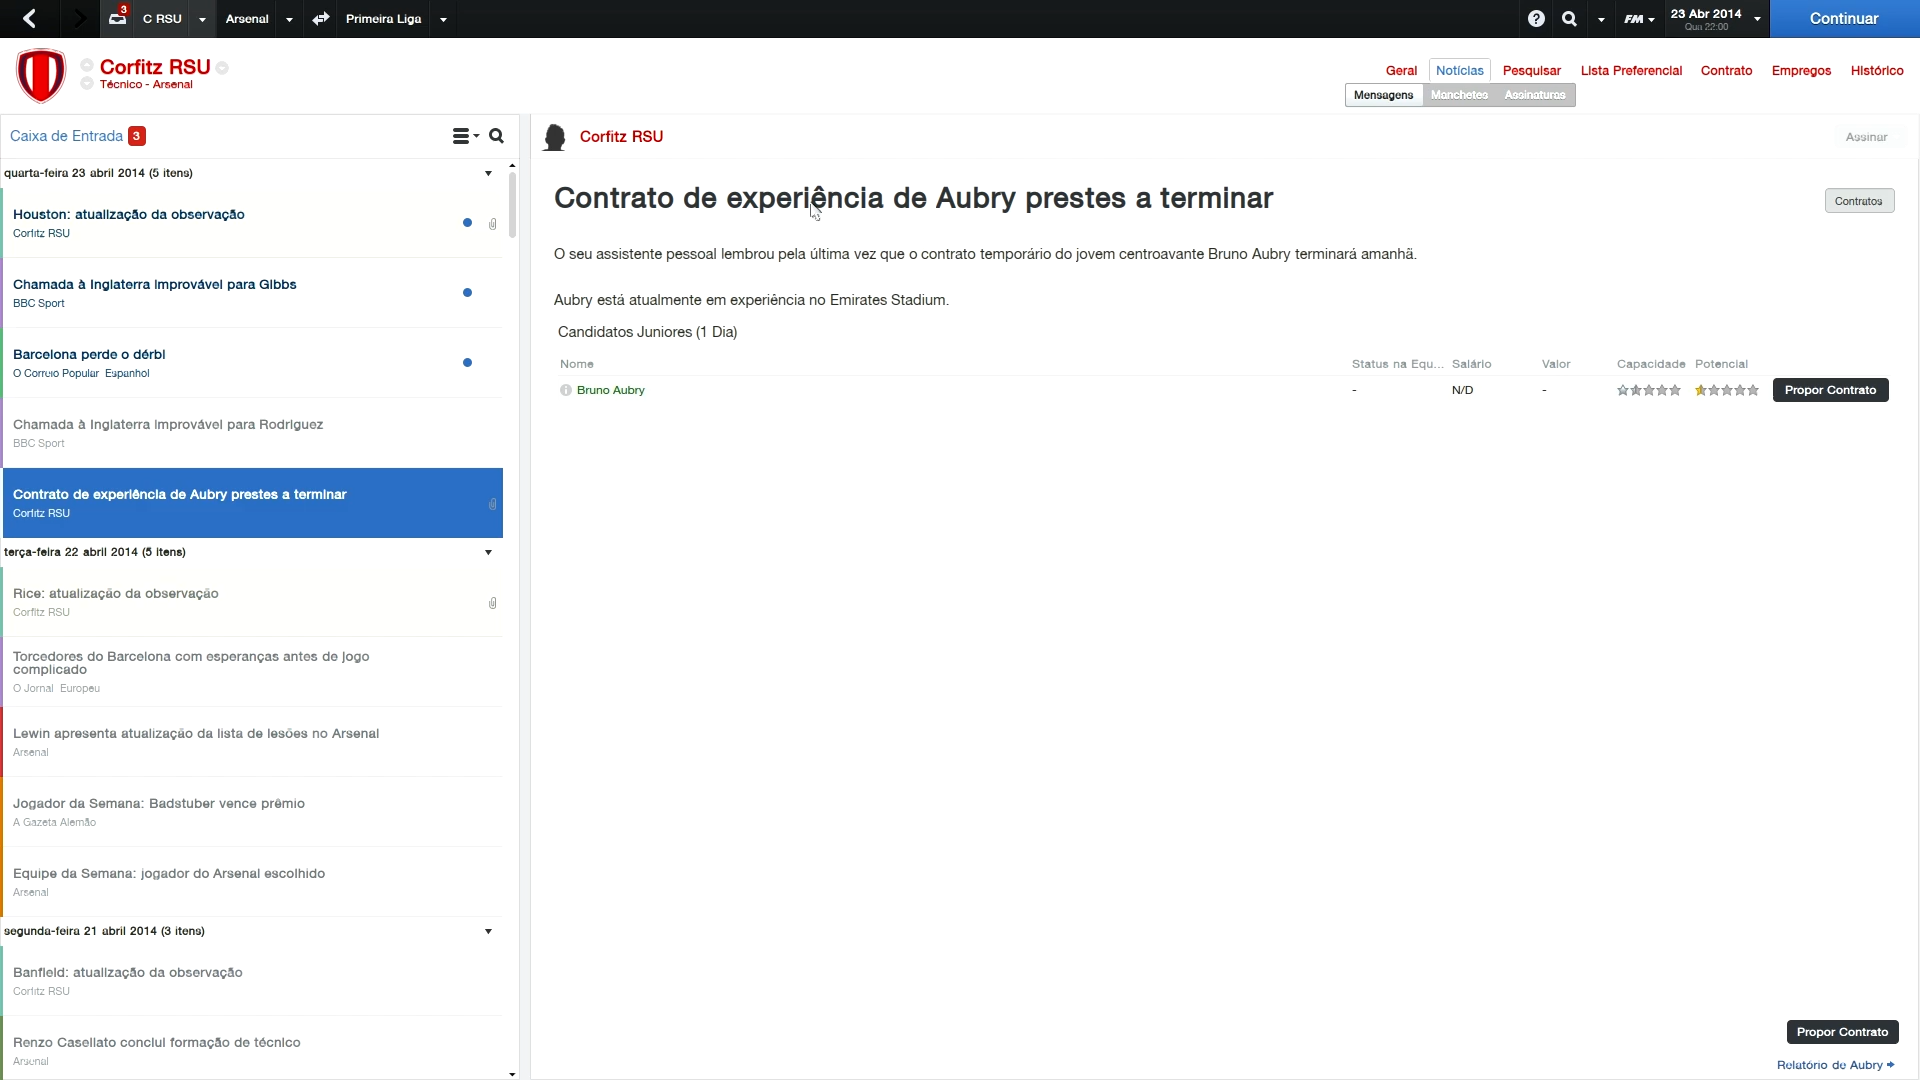 3
C RSU
Arsenal
Primeira Liga
FM
23 Abr 2014
Qua 22:00
Continuar
Corfitz RSU
Técnico - Arsenal
Geral
Notícias
Pesquisar
Lista Preferencial
Contrato
Empregos
Histórico
Mensagens
Manchetes
Assinaturas
Caixa de Entrada 3
quarta-feira 23 abril 2014 (5 itens)
Houston: atualização da observação
Corfitz RSU
Chamada à Inglaterra improvável para Gibbs
BBC Sport
Barcelona perde o dérbi
O Correio Popular Espanhol
Chamada à Inglaterra improvável para Rodriguez
BBC Sport
Contrato de experiência de Aubry prestes a terminar
Corfitz RSU
terça-feira 22 abril 2014 (5 itens)
Rice: atualização da observação
Corfitz RSU
Torcedores do Barcelona com esperanças antes de jogo
complicado
O Jornal Europeu
Lewin apresenta atualização da lista de lesões no Arsenal
Arsenal
Jogador da Semana: Badstuber vence prêmio
A Gazeta Alemão
Equipe da Semana: jogador do Arsenal escolhido
Arsenal
segunda-feira 21 abril 2014 (3 itens)
Banfield: atualização da observação
Corfitz RSU
Renzo Casellato conclui formação de técnico
Arsenal
Corfitz RSU
Assinar
Contrato de experiência de Aubry prestes a terminar
Contratos
O seu assistente pessoal lembrou pela última vez que o contrato temporário do jovem centroavante Bruno Aubry terminará amanhã.
Aubry está atualmente em experiência no Emirates Stadium.
Candidatos Juniores (1 Dia)
Nome
Status na Equ...
Salário
Valor
Capacidade
Potencial
Bruno Aubry
-
N/D
-
Propor Contrato
Propor Contrato
Relatório de Aubry